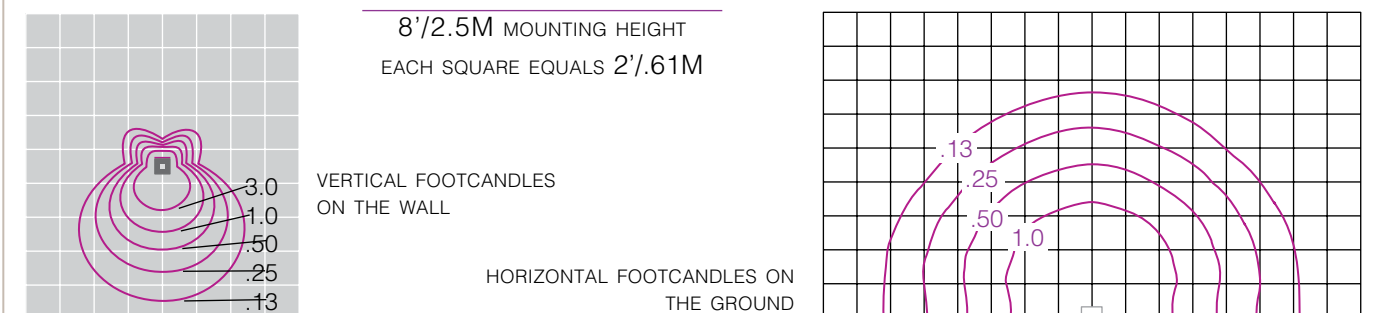 8’/2.5M MOUNTING HEIGHT
EACH SQUARE EQUALS 2’/.61M
3.0
1.0
.50
.25
.13
VERTICAL FOOTCANDLES
ON THE WALL
HORIZONTAL FOOTCANDLES ON
THE GROUND
.13
.25
.50
1.0